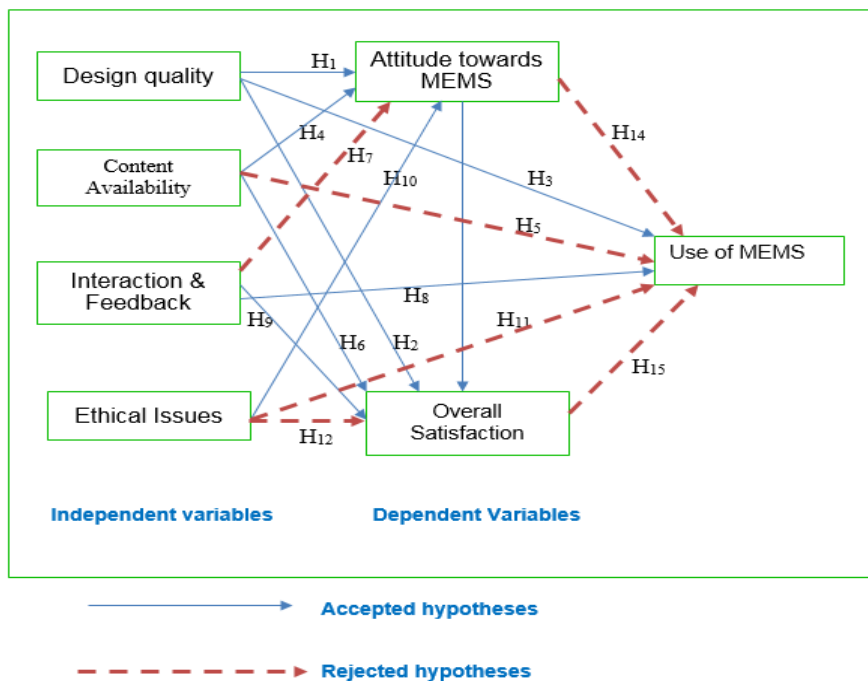 Design quality
H1
Attitude towards
MEMS
H14
H4
H7
Content
Availability
H10
H3
H5
Use of MEMS
Interaction &
Feedback
H8
H9
H11
H6
H2
H15
Ethical Issues
H12
Overall
Satisfaction
Independent variables
Dependent Variables
Accepted hypotheses
Rejected hypotheses